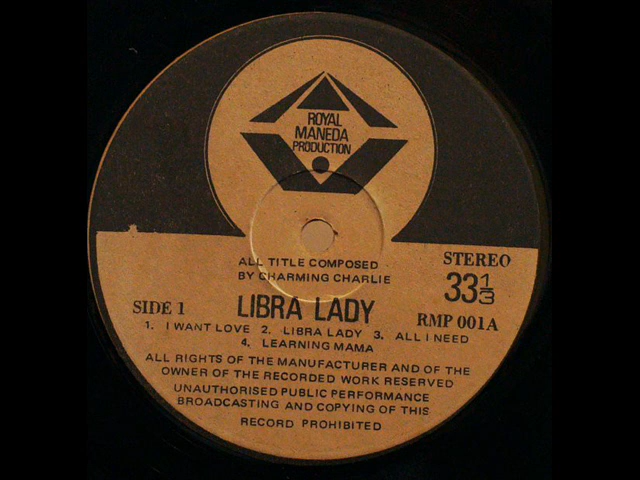 ROYAL
MANEDA
PRODUCTION
ALL TITLE COMPOSED
BY CHARMING CHARLIE
STEREO
33 1/3
SIDE 1
LIBRA LADY
RMP 001A
1. I WANT LOVE 2. LIBRA LADY 3. ALL I NEED
4. LEARNING MAMA
ALL RIGHTS OF THE MANUFACTURER AND OF THE
OWNER OF THE RECORDED WORK RESERVED
UNAUTHORISED PUBLIC PERFORMANCE
BROADCASTING AND COPYING OF THIS
RECORD PROHIBITED